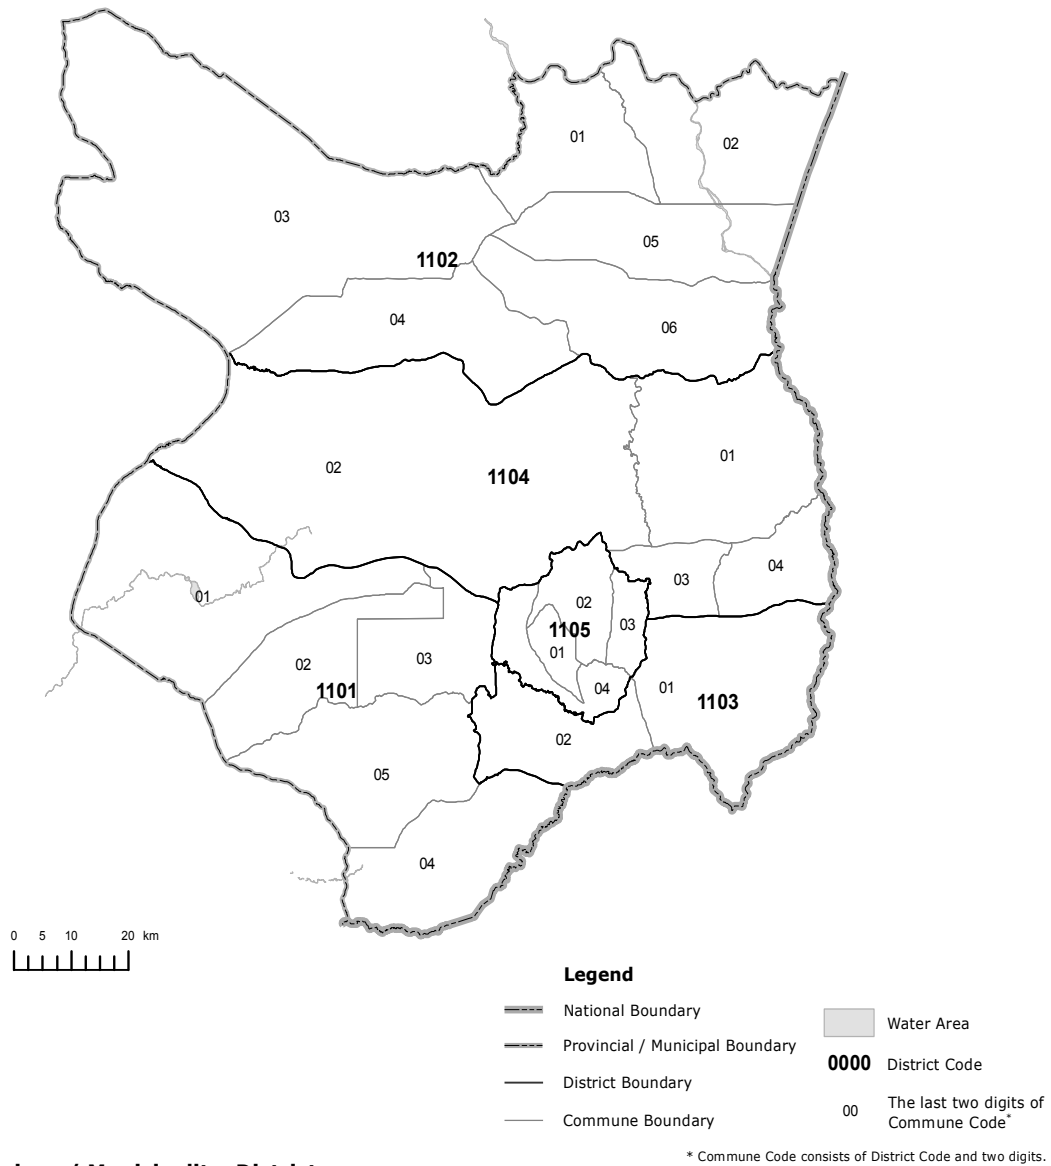 01
02
03
05
1102
04
06
01
02
1104
03
04
01
02
1105
03
01
02
03
04
01
1101
1103
02
05
04
0 5 10 20 km
Legend
National Boundary
Provincial / Municipal Boundary
District Boundary
Commune Boundary
Water Area
0000 District Code
00 The last two digits of
Commune Code*
* Commune Code consists of District Code and two digits.